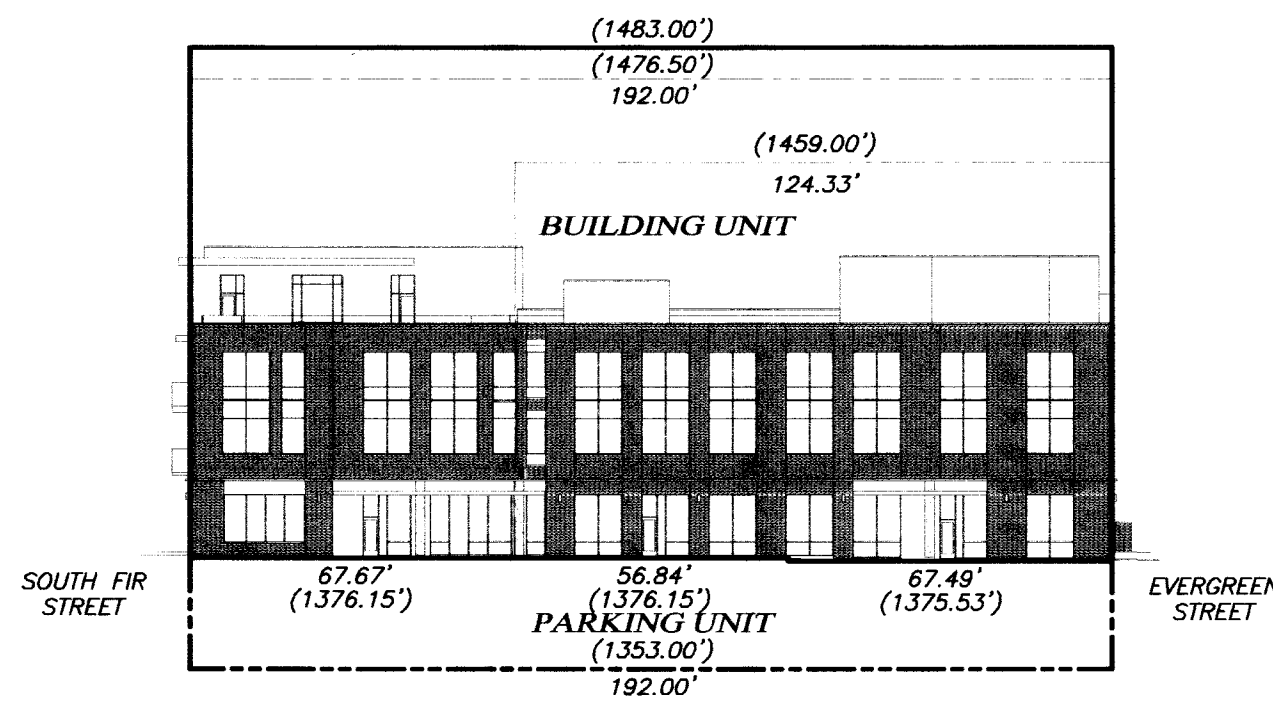 (1483.00')
(1476.50')
192.00'
(1459.00')
124.33'
BUILDING UNIT
SOUTH FIR
STREET
67.67'
(1376.15')
56.84'
(1376.15')
67.49'
(1375.53')
EVERGREEN
STREET
PARKING UNIT
(1353.00')
192.00'